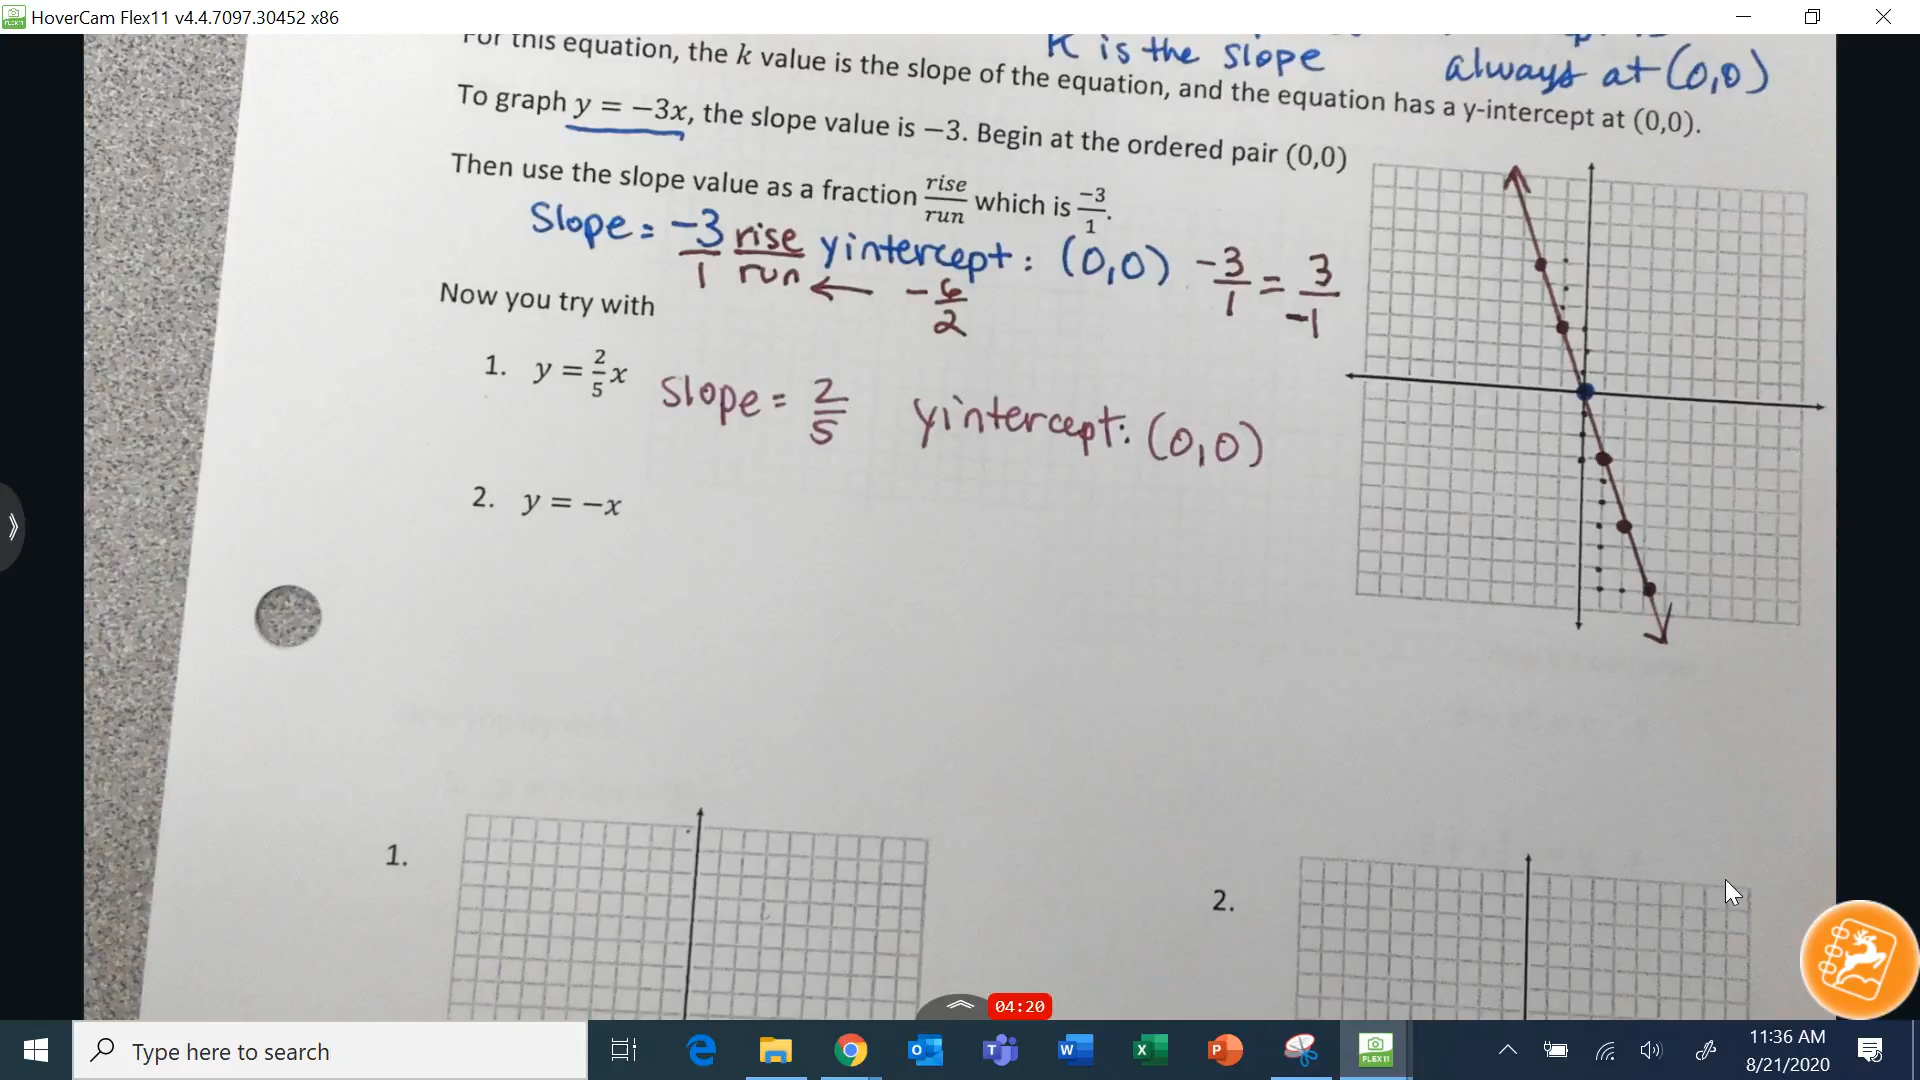 HoverCam Flex11 v4.4.7097.30452 x86
K is the slope
always at (0,0)
For this equation, the k value is the slope of the equation, and the equation has a y-intercept at (0,0).
To graph y = −3x, the slope value is −3. Begin at the ordered pair (0,0)
Then use the slope value as a fraction rise/run which is −3/1.
Slope = -3/1 rise/run yintercept: (0,0) -3/1 = 3/-1
← -6/2
Now you try with
1. y = 2/5 x Slope = 2/5 yintercept: (0,0)
2. y = −x
1.
2.
04:20
FLEX11
Type here to search
11:36 AM
8/21/2020